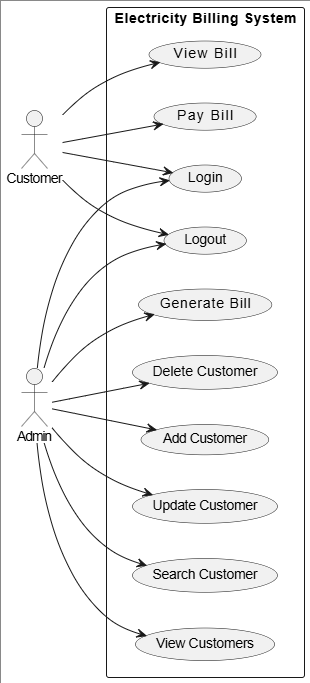 Electricity Billing System
View Bill
Pay Bill
Customer
Login
Logout
Generate Bill
Delete Customer
Admin
Add Customer
Update Customer
Search Customer
View Customers